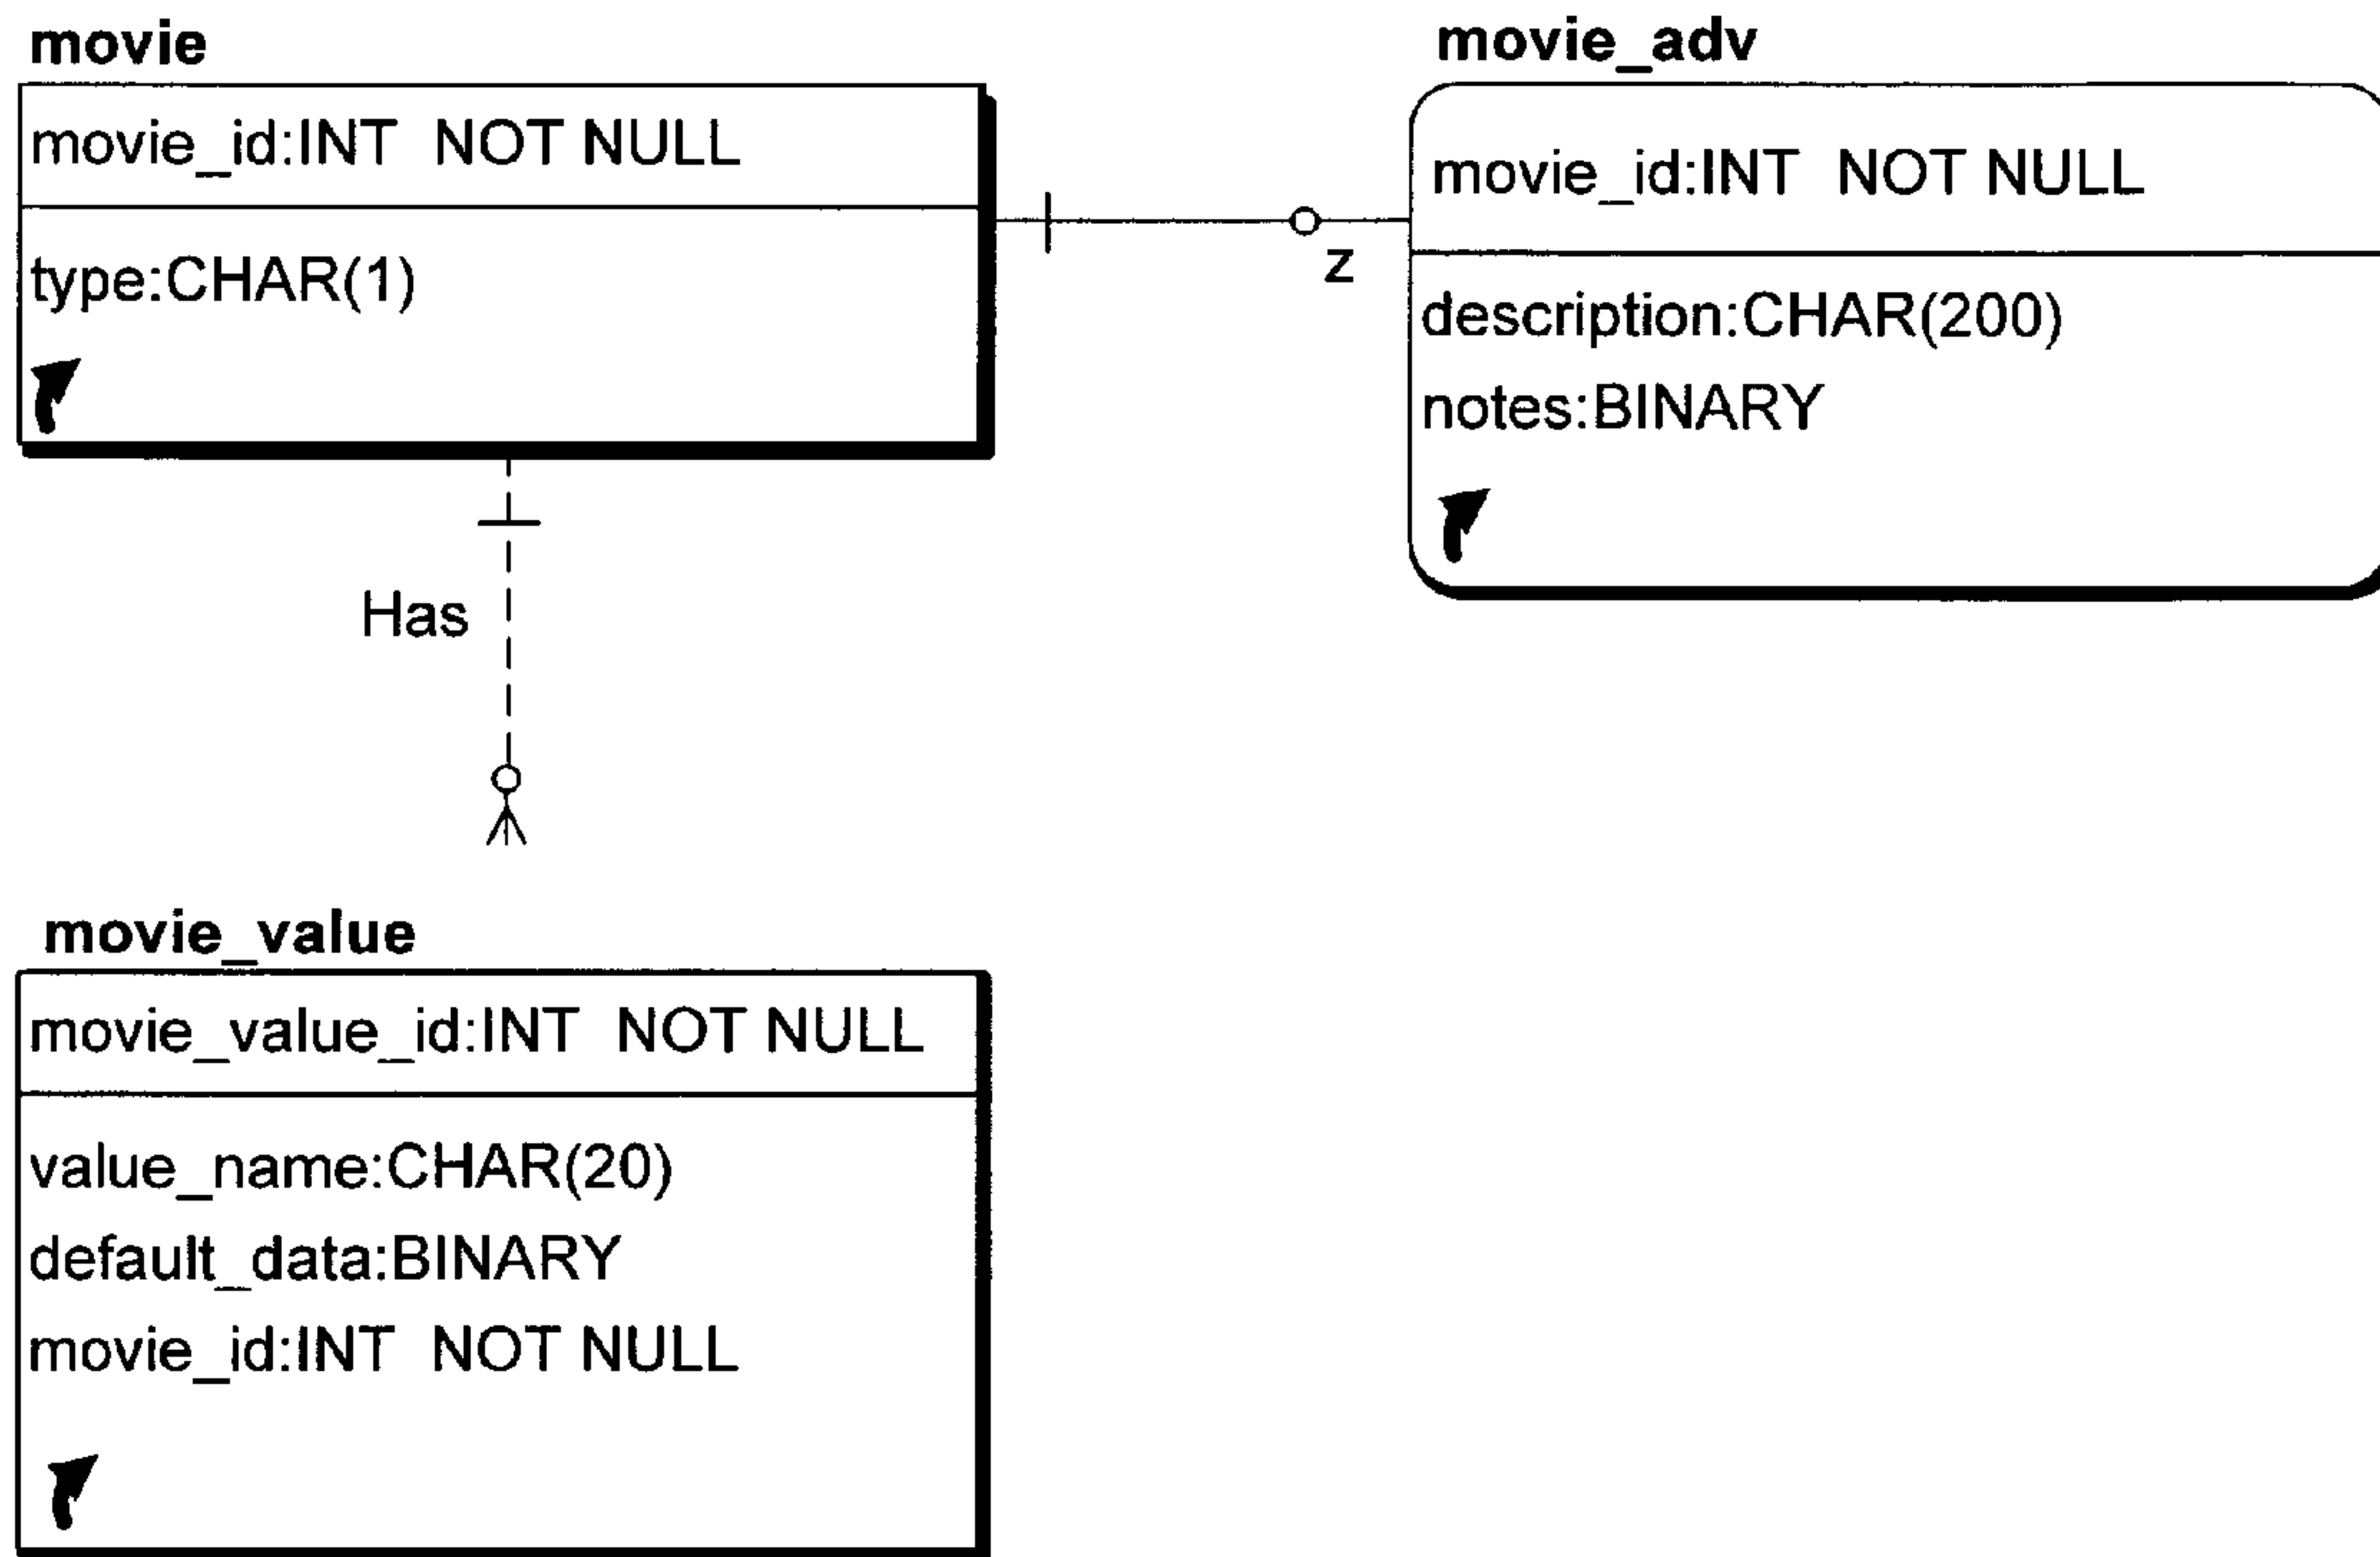 movie
movie_id:INT  NOT NULL
type:CHAR(1)
movie_adv
movie_id:INT  NOT NULL
z
description:CHAR(200)
notes:BINARY
Has
movie_value
movie_value_id:INT  NOT NULL
value_name:CHAR(20)
default_data:BINARY
movie_id:INT  NOT NULL